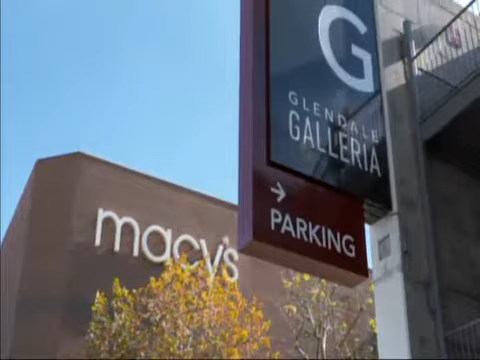 G
GLENDALE
GALLERIA
→
PARKING
macy's